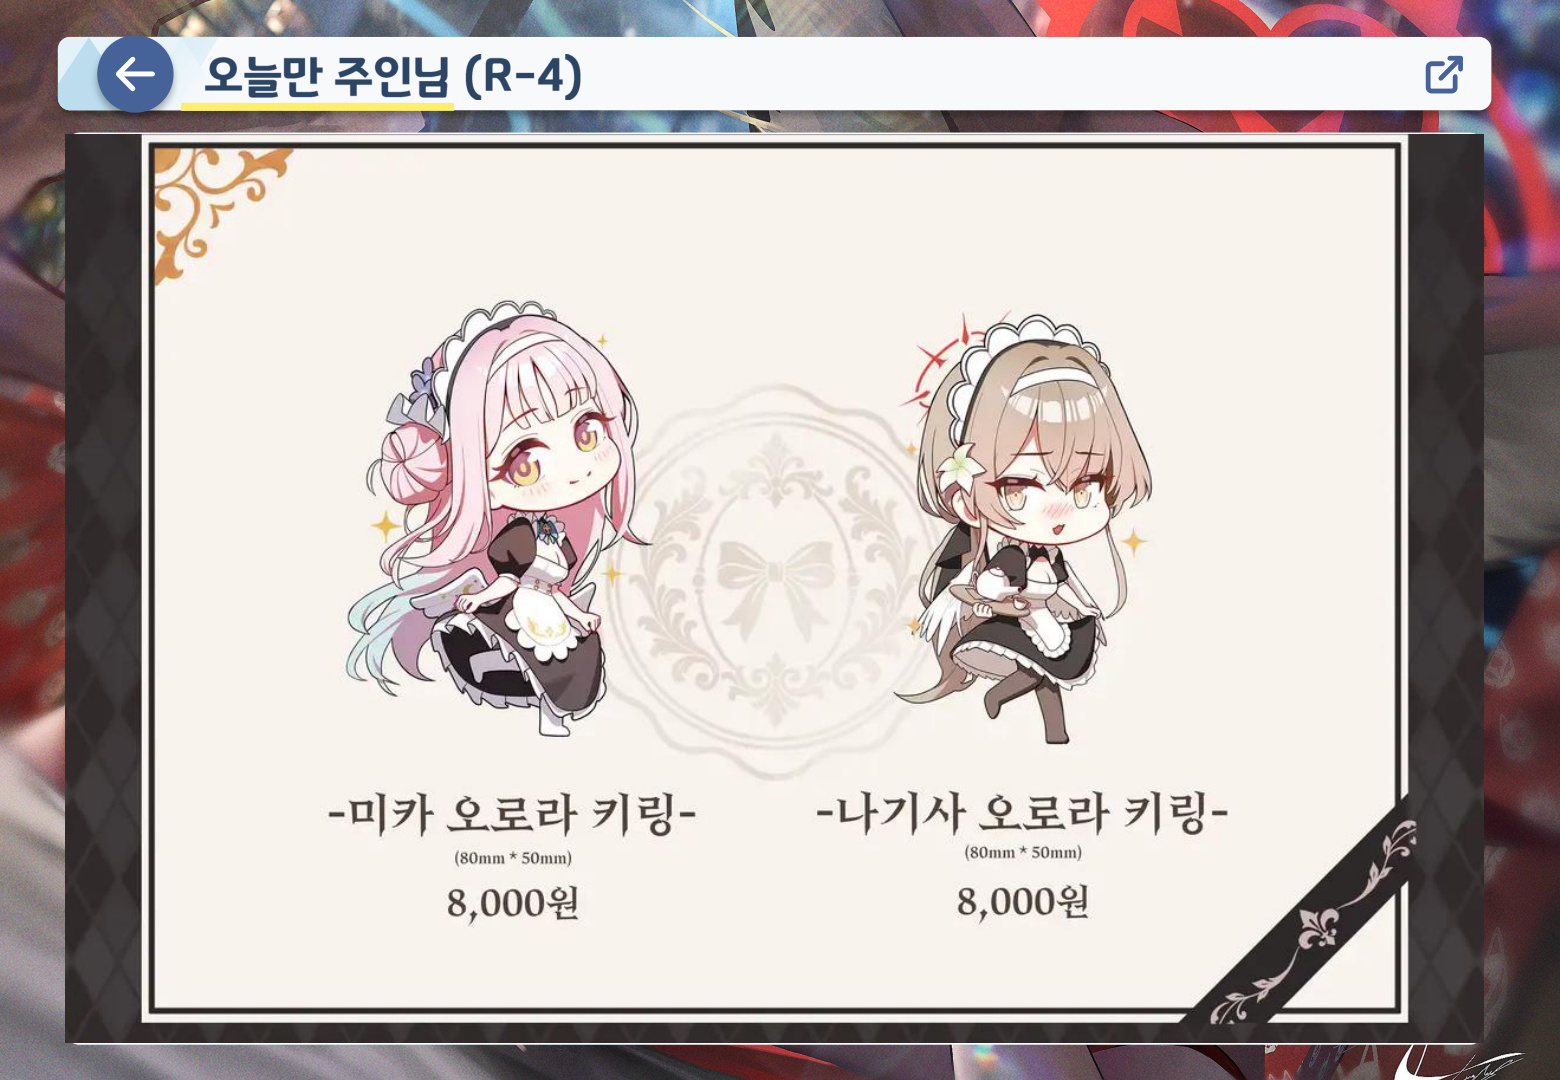 오늘만 주인님 (R-4)
-미카 오로라 키링-
(80mm * 50mm)
8,000원
-나기사 오로라 키링-
(80mm * 50mm)
8,000원